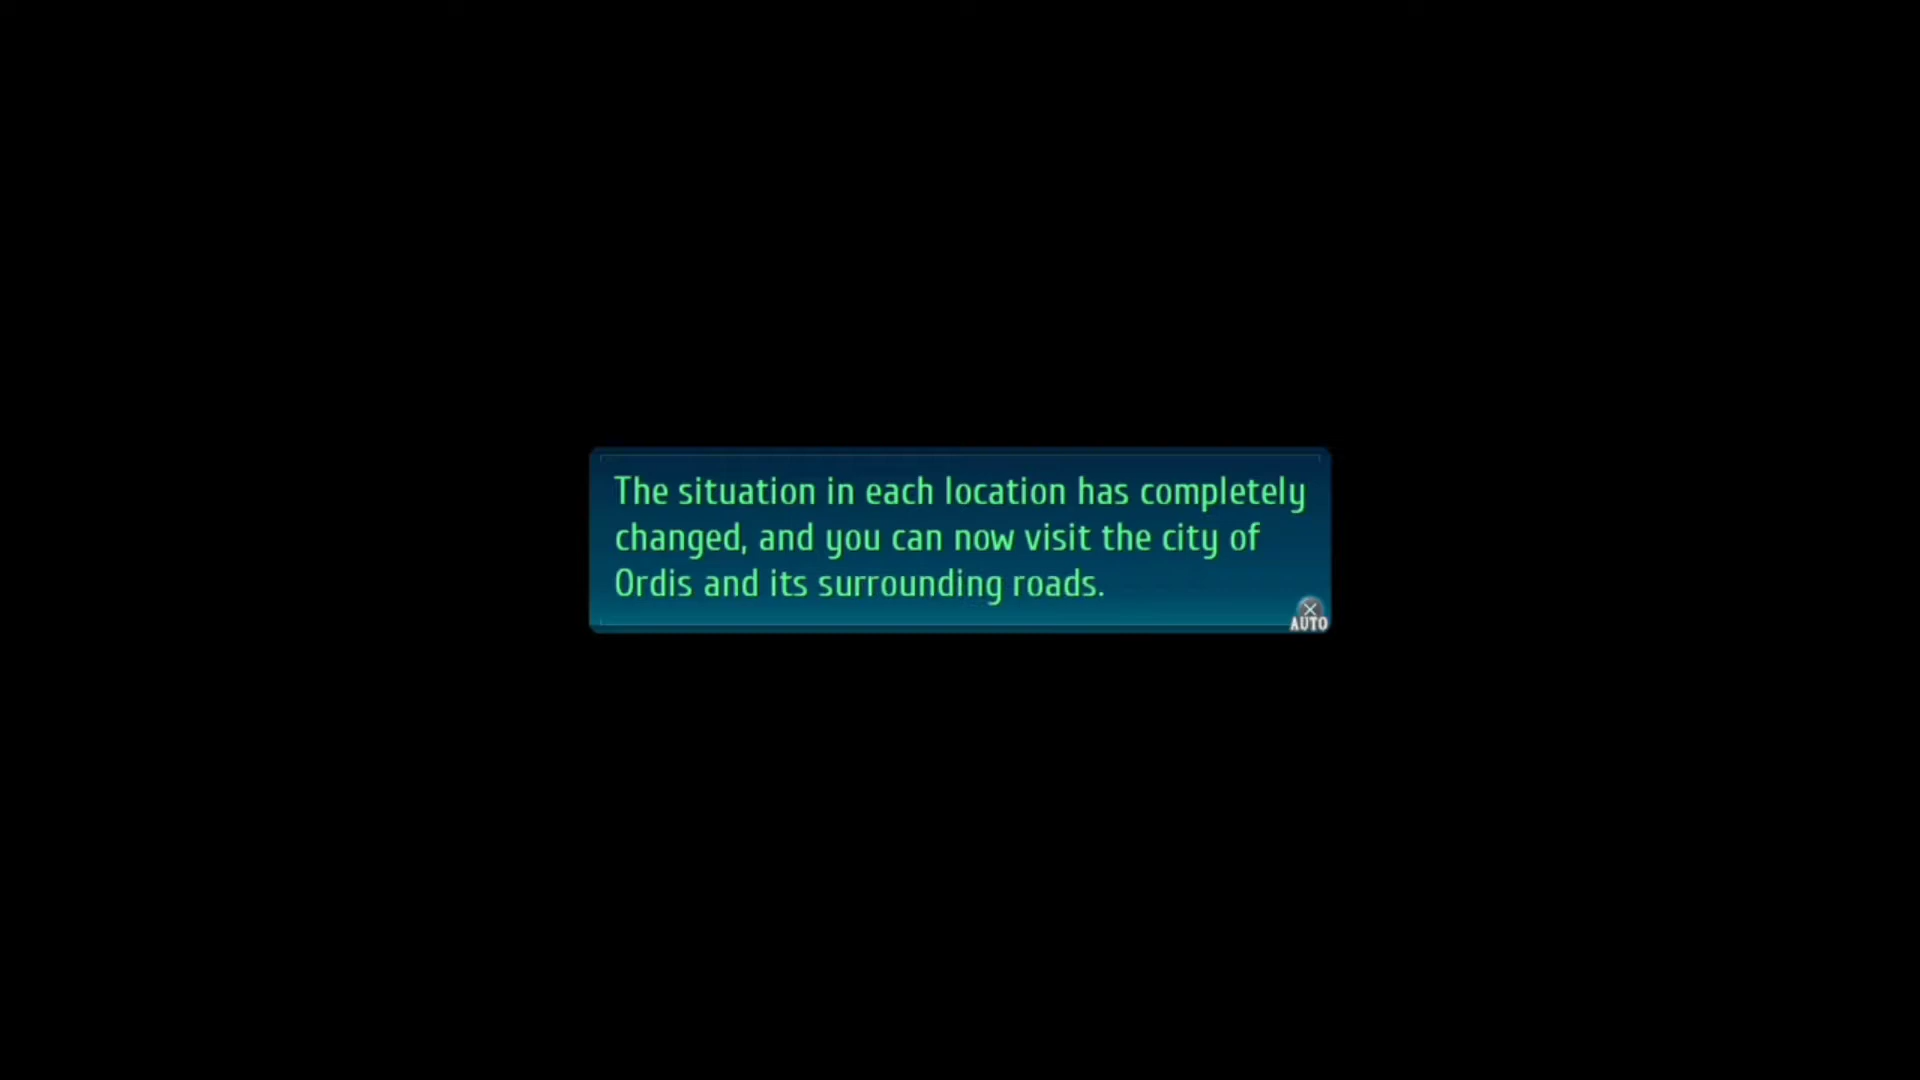 The situation in each location has completely
changed, and you can now visit the city of
Ordis and its surrounding roads.
AUTO